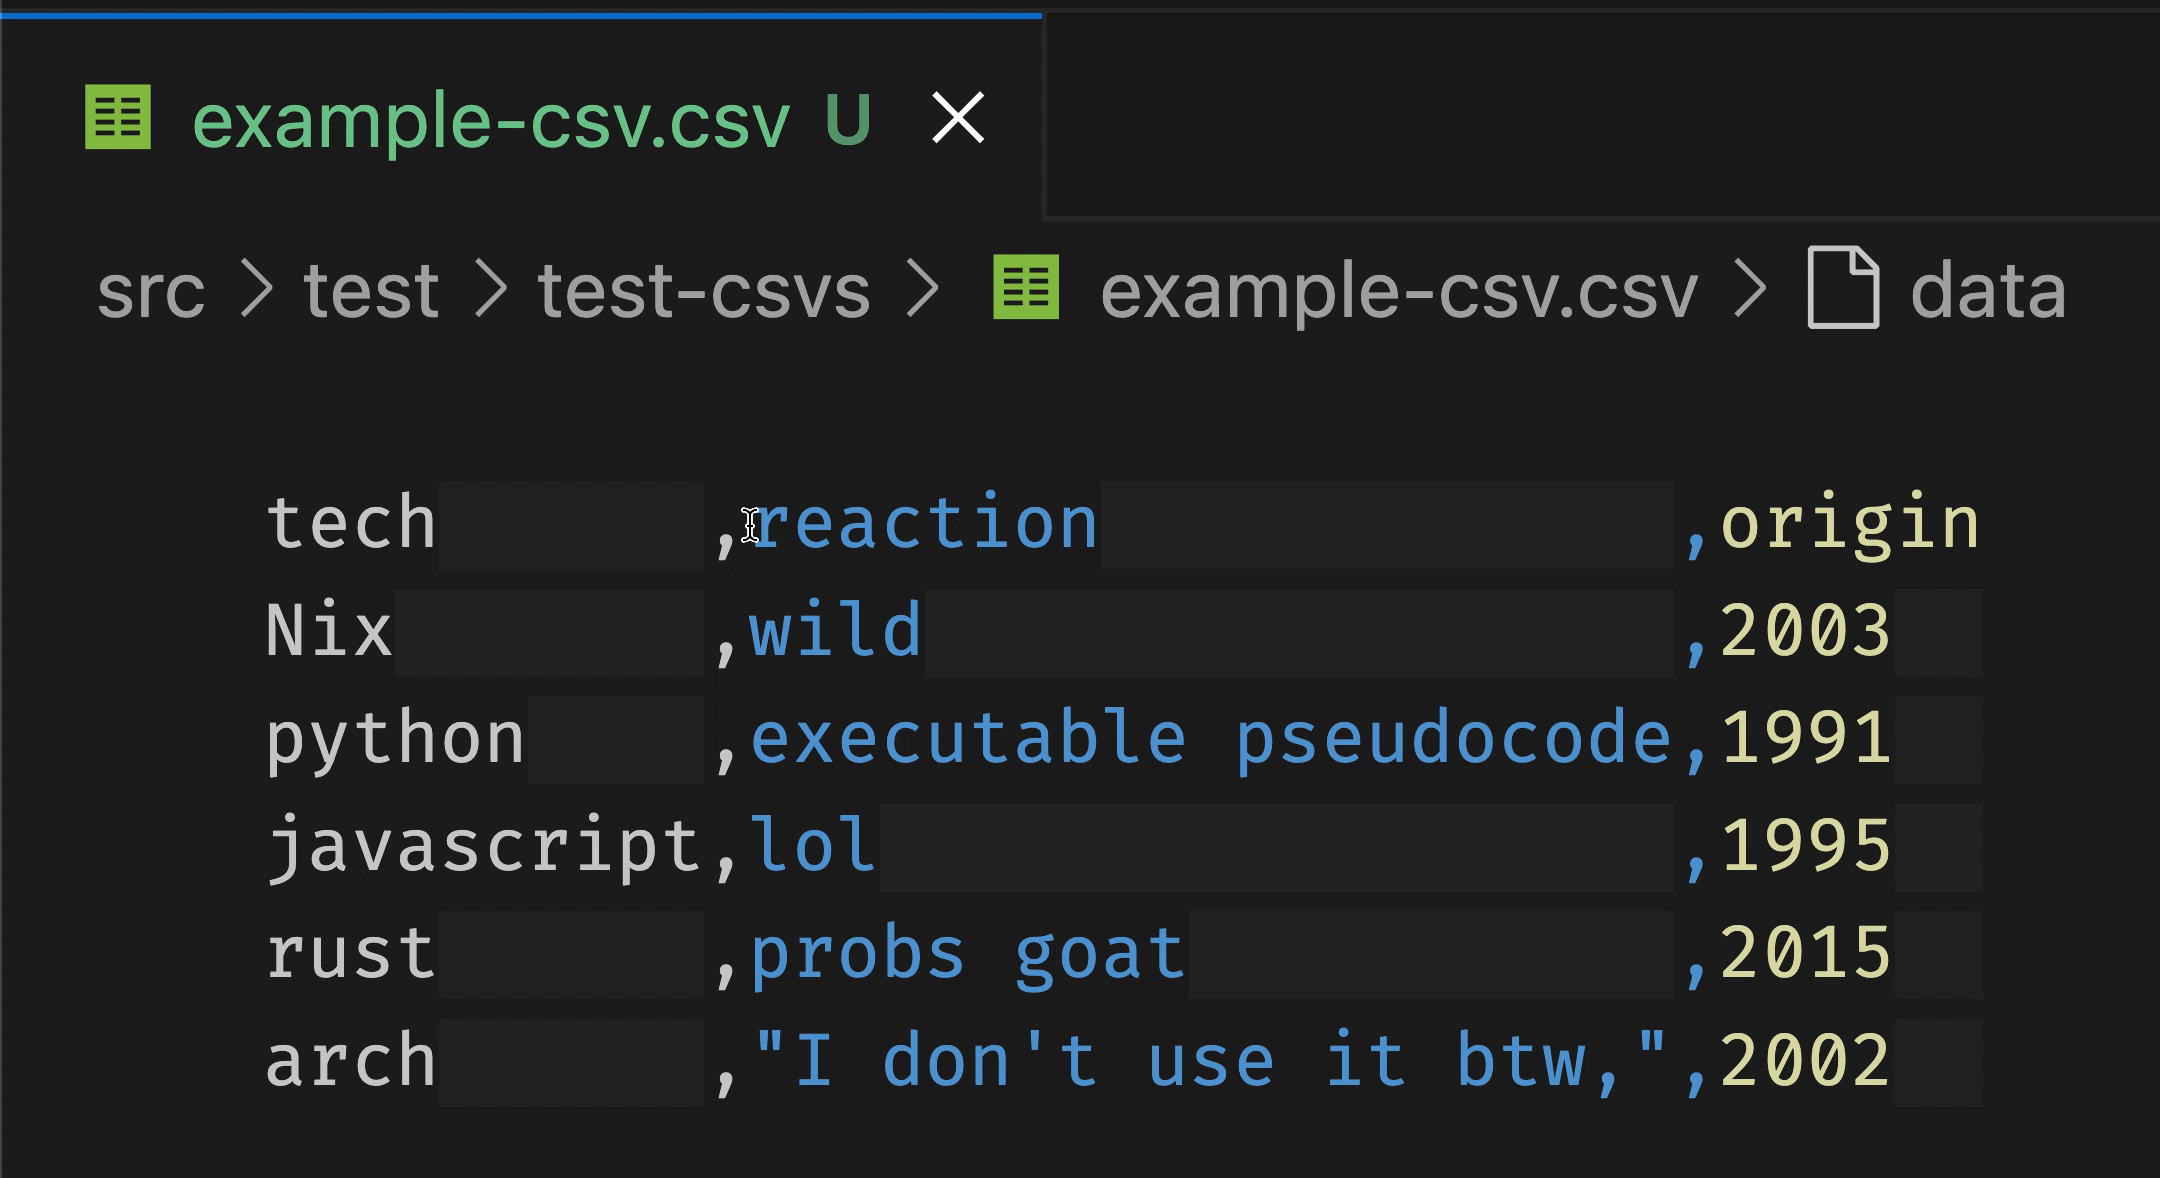 example-csv.csv U
src > test > test-csvs > example-csv.csv > data
tech,reaction,origin
Nix,wild,2003
python,executable pseudocode,1991
javascript,lol,1995
rust,probs goat,2015
arch,"I don't use it btw,",2002